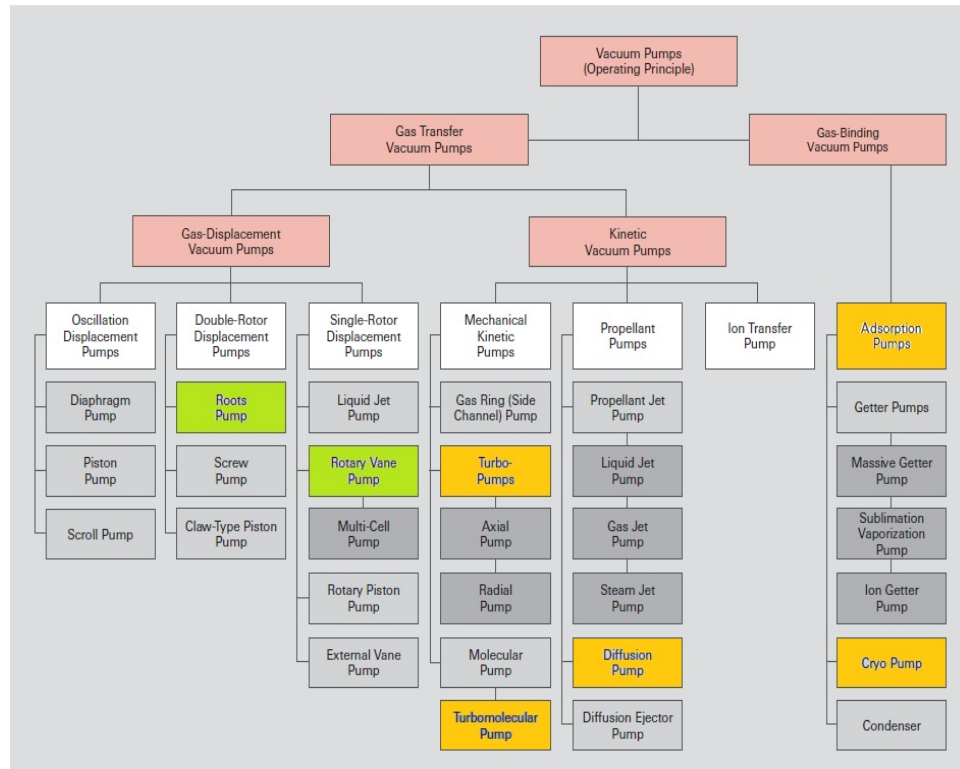 Vacuum Pumps
(Operating Principle)
Gas Transfer
Vacuum Pumps
Gas-Binding
Vacuum Pumps
Gas-Displacement
Vacuum Pumps
Kinetic
Vacuum Pumps
Oscillation
Displacement
Pumps
Double-Rotor
Displacement
Pumps
Single-Rotor
Displacement
Pumps
Mechanical
Kinetic
Pumps
Propellant
Pumps
Ion Transfer
Pump
Adsorption
Pumps
Diaphragm
Pump
Roots
Pump
Liquid Jet
Pump
Gas Ring (Side
Channel) Pump
Propellant Jet
Pump
Getter Pumps
Piston
Pump
Screw
Pump
Rotary Vane
Pump
Turbo-
Pumps
Liquid Jet
Pump
Massive Getter
Pump
Scroll Pump
Claw-Type Piston
Pump
Multi-Cell
Pump
Axial
Pump
Gas Jet
Pump
Sublimation
Vaporization
Pump
Rotary Piston
Pump
Radial
Pump
Steam Jet
Pump
Ion Getter
Pump
External Vane
Pump
Molecular
Pump
Diffusion
Pump
Cryo Pump
Turbomolecular
Pump
Diffusion Ejector
Pump
Condenser